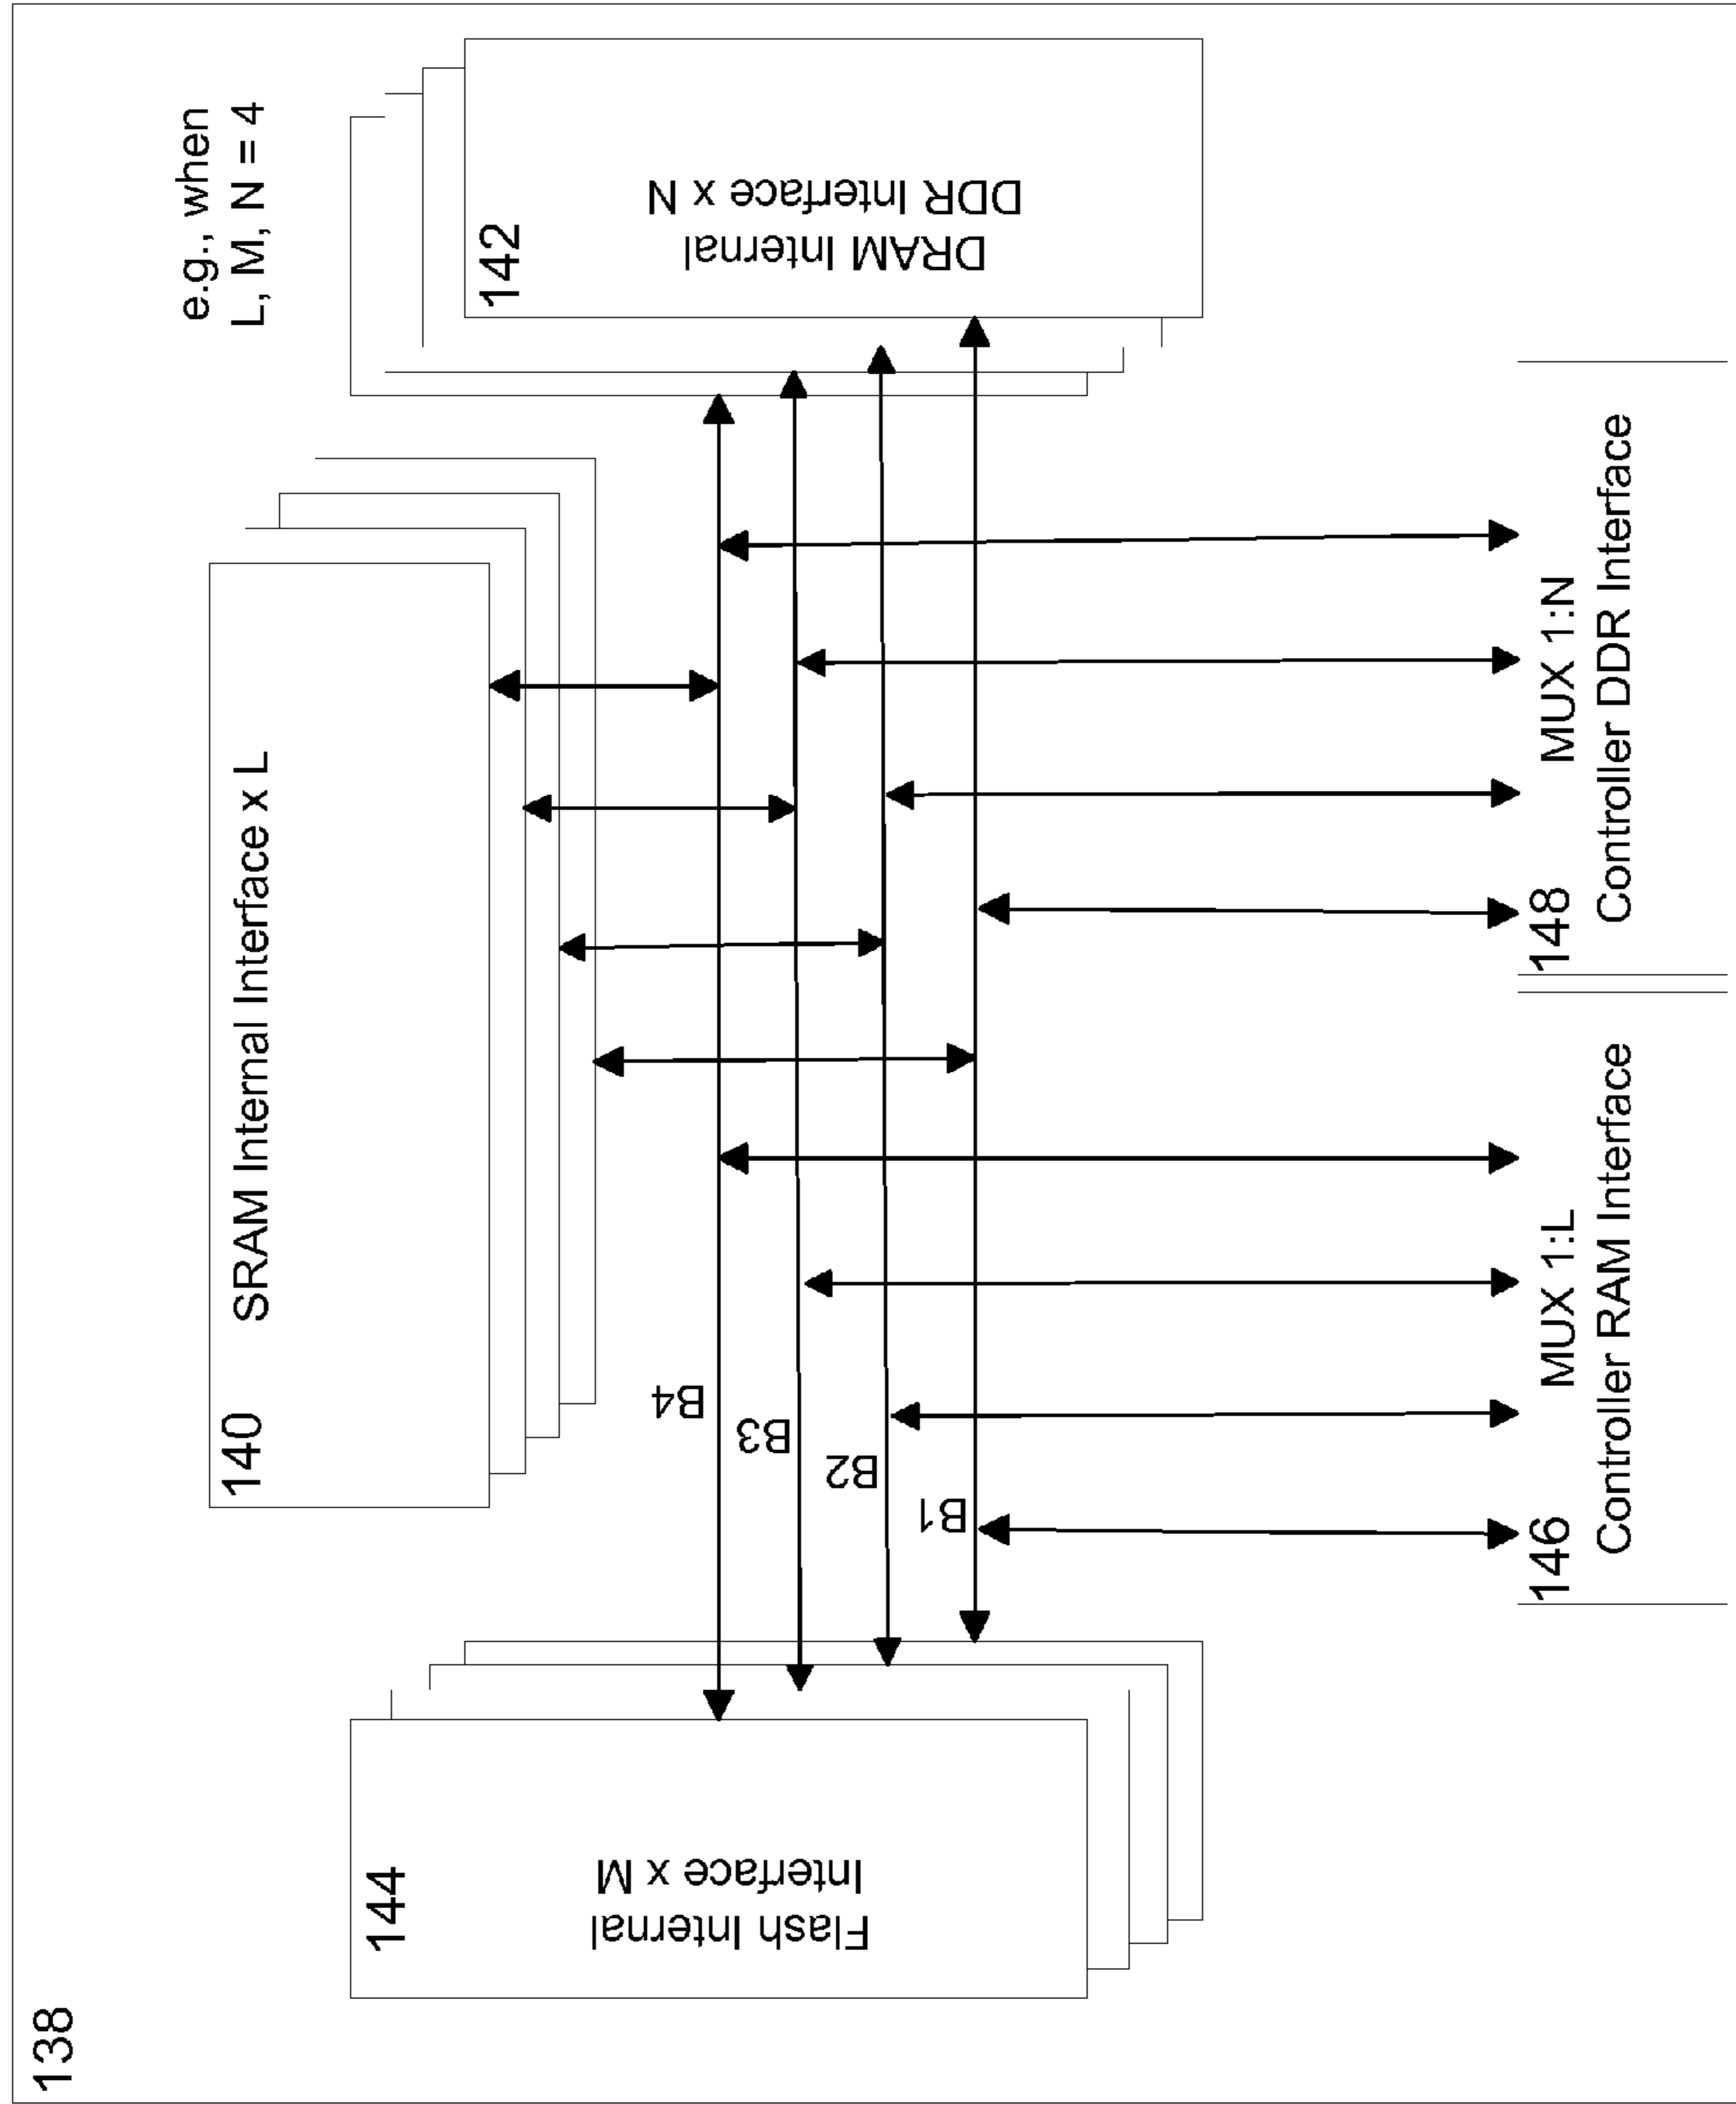 138
e.g., when
L, M, N = 4
140 SRAM Internal Interface x L
144
Flash Internal
Interface x M
142
DRAM Internal
DDR Interface x N
B4
B3
B2
B1
146
MUX 1:L
Controller RAM Interface
148
MUX 1:N
Controller DDR Interface